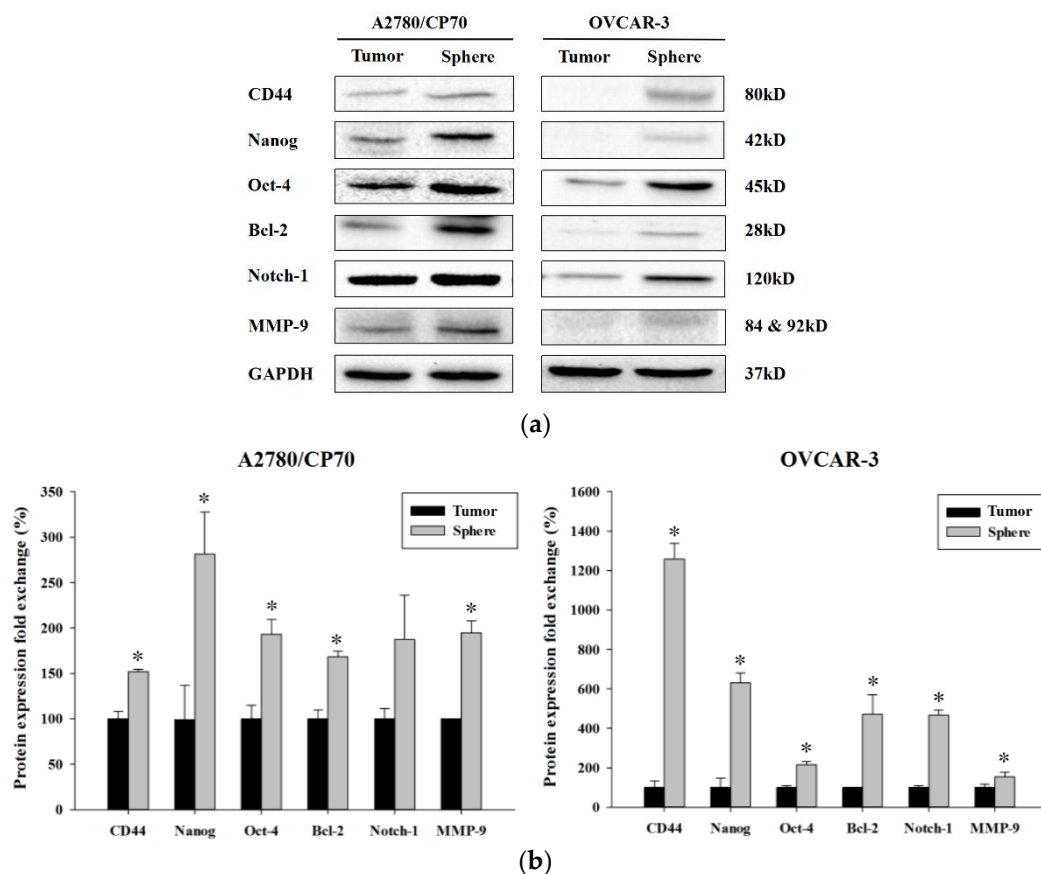 A2780/CP70 OVCAR-3
Tumor Sphere Tumor Sphere
CD44 80kD
Nanog 42kD
Oct-4 45kD
Bcl-2 28kD
Notch-1 120kD
MMP-9 84 & 92kD
GAPDH 37kD
(a)
A2780/CP70
Protein expression fold exchange (%)
350
300
250
200
150
100
50
0
Tumor
Sphere
* * * * *
CD44 Nanog Oct-4 Bcl-2 Notch-1 MMP-9
OVCAR-3
Protein expression fold exchange (%)
1600
1400
1200
1000
800
600
400
200
0
Tumor
Sphere
* * * * * *
CD44 Nanog Oct-4 Bcl-2 Notch-1 MMP-9
(b)